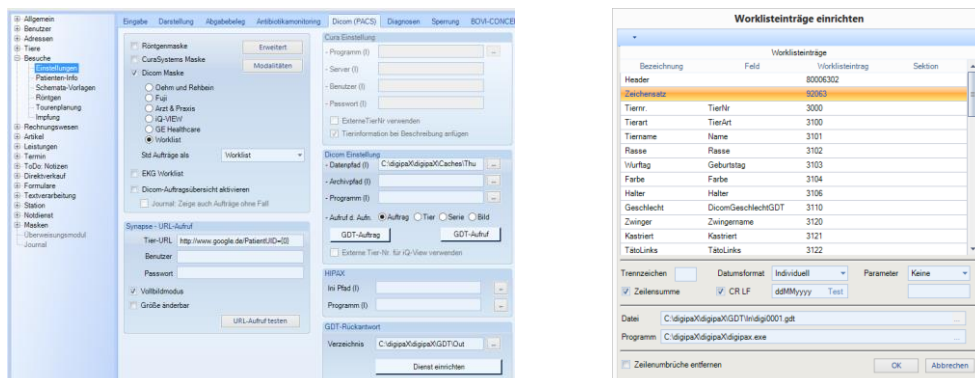 Allgemein
Benutzer
Adressen
Tiere
Besuche
Einstellungen
Patienten-Info
Schemata-Vorlagen
Röntgen
Tourenplanung
Impfung
Rechnungswesen
Artikel
Leistungen
Termin
ToDo: Notizen
Direktverkauf
Formulare
Textverarbeitung
Station
Notdienst
Masken
Überweisungsmodul
Journal
Eingabe Darstellung Abgabebeleg Antibiotikamonitoring Dicom (PACS) Diagnosen Sperrung BOVI-CONCE
Röntgenmaske Erweitert
CuraSystems Maske Modalitäten
Dicom Maske
Oehm und Rehbein
Fuji
Arzt & Praxis
iQ-VIEW
GE Healthcare
Worklist
Std Aufträge als Worklist
EKG Worklist
Dicom-Auftragsübersicht aktivieren
Journal: Zeige auch Aufträge ohne Fall
Synapse - URL-Aufruf
Tier-URL http://www.google.de/PatientUID=[0]
Benutzer
Passwort
Vollbildmodus
Größe änderbar
URL-Aufruf testen
Cura Einstellung
- Programm (l) ...
- Server (l)
- Benutzer (l)
- Passwort (l)
ExterneTierNr verwenden
Tierinformation bei Beschreibung anfügen
Dicom Einstellung
- Datenpfad (l) C:\digipaX\digipaX\Caches\Thu ...
- Archivpfad (l) ...
- Programm (l) ...
- Aufruf d. Aufn. Auftrag Tier Serie Bild
GDT-Auftrag GDT-Aufruf
Externe Tier-Nr. für iQ-View verwenden
HIPAX
Ini Pfad (l) ...
Programm (l) ...
GDT-Rückantwort
Verzeichnis C:\digipaX\digipaX\GDT\Out ...
Dienst einrichten
Worklisteinträge einrichten
Worklisteinträge
Bezeichnung Feld Worklisteintrag Sektion
Header 80006302
Zeichensatz 92063
Tiernr. TierNr 3000
Tierart TierArt 3100
Tiername Name 3101
Rasse Rasse 3102
Wurftag Geburtstag 3103
Farbe Farbe 3104
Halter Halter 3106
Geschlecht DicomGeschlechtGDT 3110
Zwinger Zwingername 3120
Kastriert Kastriert 3121
TätoLinks TätoLinks 3122
Trennzeichen Datumsformat Individuell Parameter Keine
Zeilensumme CR LF ddMMyyyy Test
Datei C:\digipaX\digipaX\GDT\In\digi0001.gdt ...
Programm C:\digipaX\digipaX\digipax.exe ...
Zeilenumbrüche entfernen OK Abbrechen